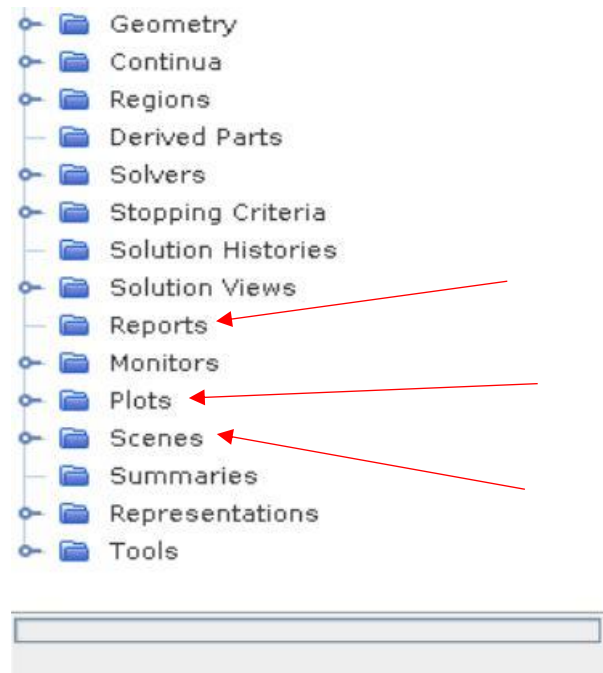 Geometry
Continua
Regions
Derived Parts
Solvers
Stopping Criteria
Solution Histories
Solution Views
Reports
Monitors
Plots
Scenes
Summaries
Representations
Tools